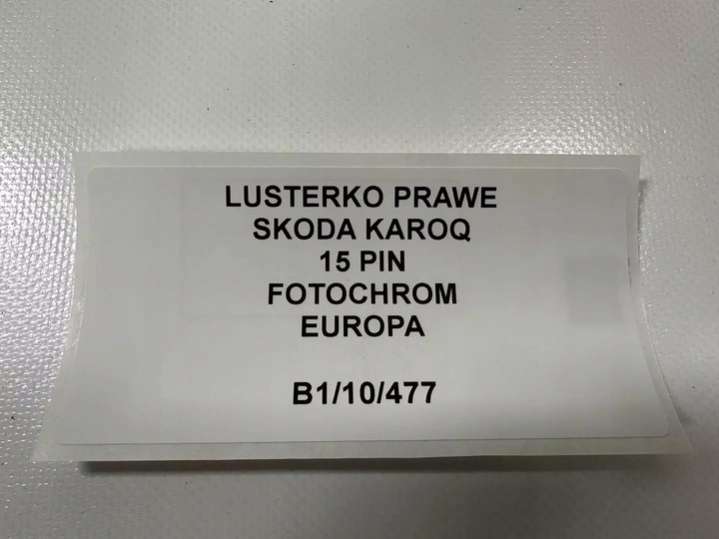 LUSTERKO PRAWE
SKODA KAROQ
15 PIN
FOTOCHROM
EUROPA
B1/10/477